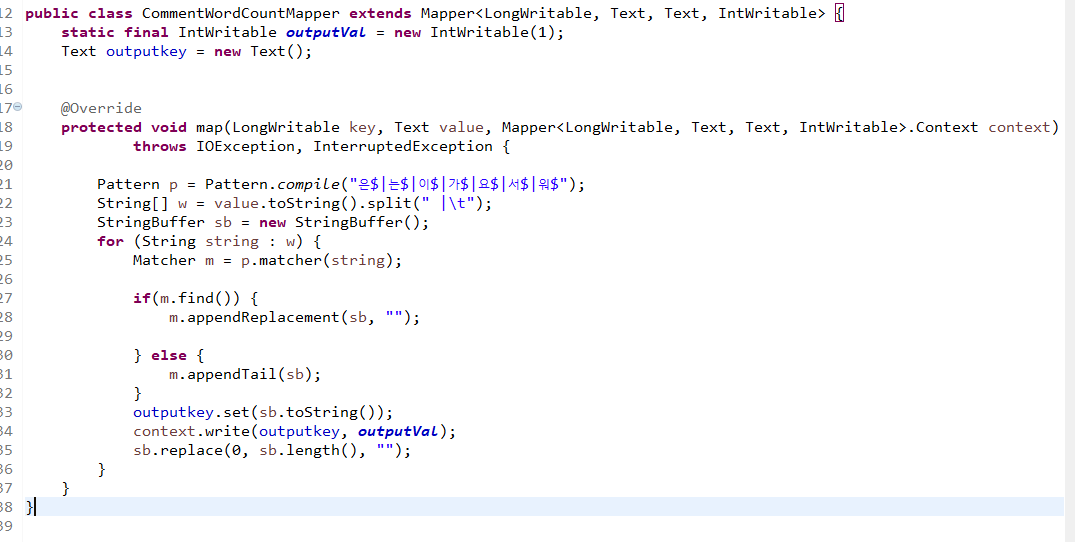 12 public class CommentWordCountMapper extends Mapper<LongWritable, Text, Text, IntWritable> {
13 static final IntWritable outputVal = new IntWritable(1);
14 Text outputkey = new Text();
15
16
17 @Override
18 protected void map(LongWritable key, Text value, Mapper<LongWritable, Text, Text, IntWritable>.Context context)
19 throws IOException, InterruptedException {
20
21 Pattern p = Pattern.compile("은$|는$|이$|가$|요$|서$|워$");
22 String[] w = value.toString().split(" |\t");
23 StringBuffer sb = new StringBuffer();
24 for (String string : w) {
25 Matcher m = p.matcher(string);
26
27 if(m.find()) {
28 m.appendReplacement(sb, "");
29
30 } else {
31 m.appendTail(sb);
32 }
33 outputkey.set(sb.toString());
34 context.write(outputkey, outputVal);
35 sb.replace(0, sb.length(), "");
36 }
37 }
38 }
39